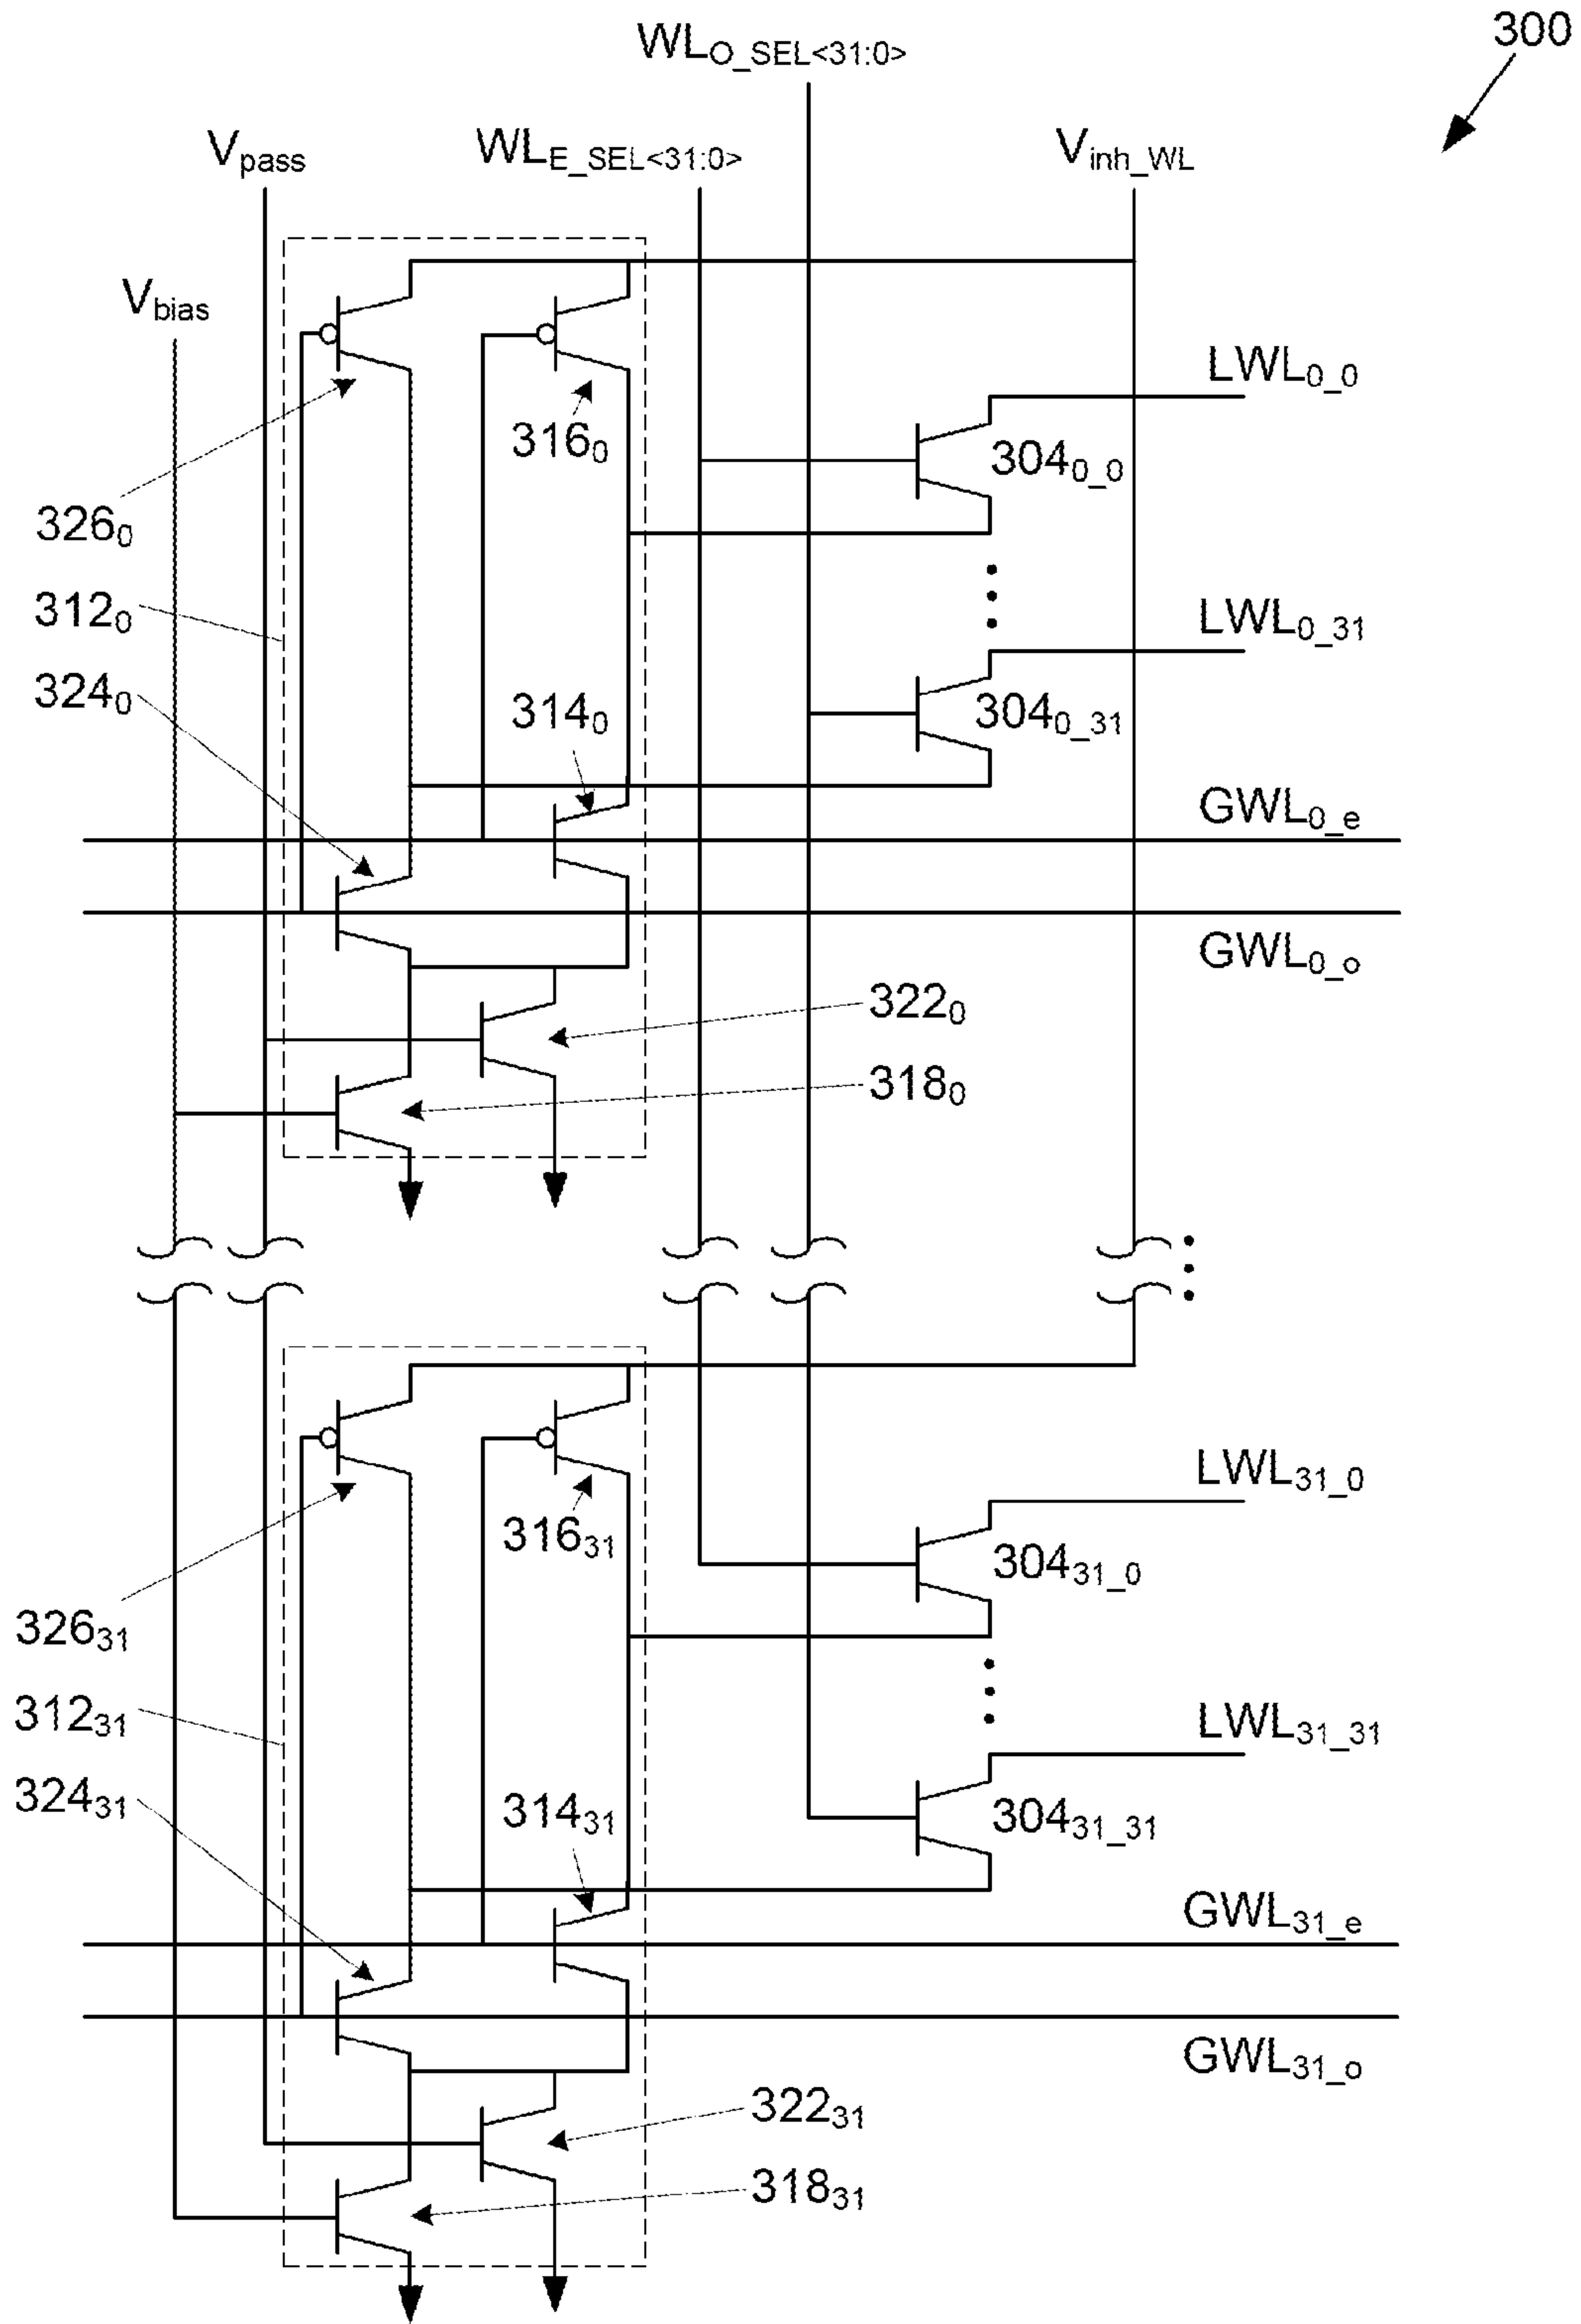 300
WLO_SEL<31:0>
Vpass
WLE_SEL<31:0>
Vinh_WL
Vbias
LWL0_0
3160
3040_0
3260
3120
LWL0_31
3240
3140
3040_31
GWL0_e
GWL0_o
3220
3180
LWL31_0
31631
30431_0
32631
31231
LWL31_31
32431
31431
30431_31
GWL31_e
GWL31_o
32231
31831